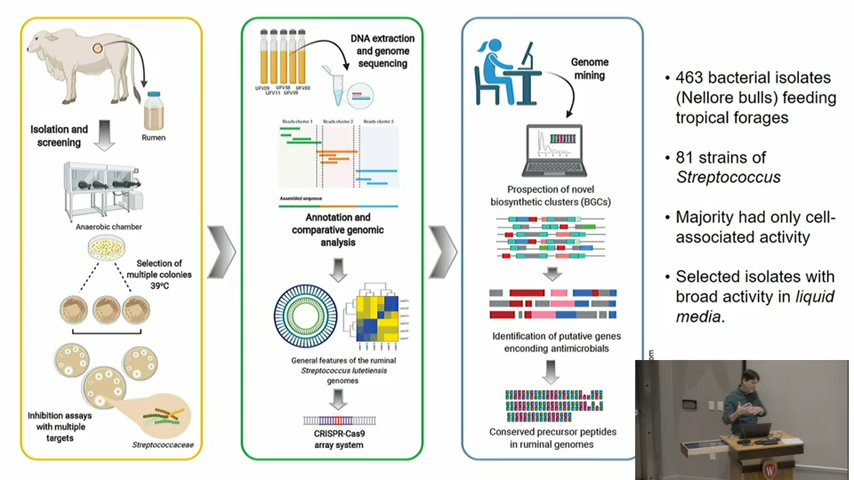 Rumen
Isolation and
screening
Anaerobic chamber
Selection of
multiple colonies
39ºC
Inhibition assays
with multiple
targets
Streptococcaceae
DNA extraction
and genome
sequencing
UFV09 UFV58 UFV80
UFV11 UFV59
Reads cluster 1 Reads cluster 2 Reads cluster 3
Assembled sequence
Annotation and
comparative genomic
analysis
General features of the ruminal
Streptococcus lutetiensis
genomes
CRISPR-Cas9
array system
Genome
mining
Prospection of novel
biosynthetic clusters (BGCs)
Identification of putative genes
enconding antimicrobials
Conserved precursor peptides
in ruminal genomes
• 463 bacterial isolates
(Nellore bulls) feeding
tropical forages
• 81 strains of
Streptococcus
• Majority had only cell-
associated activity
• Selected isolates with
broad activity in liquid
media.
W